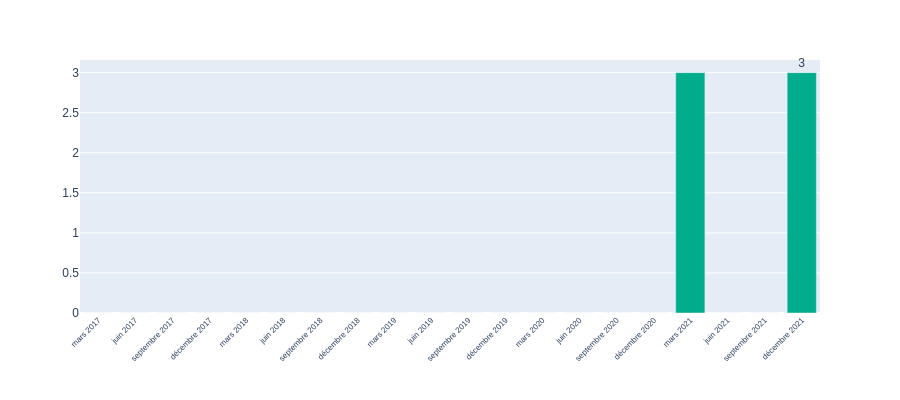 3
3
2.5
2
1.5
1
0.5
0
mars 2017
juin 2017
septembre 2017
décembre 2017
mars 2018
juin 2018
septembre 2018
décembre 2018
mars 2019
juin 2019
septembre 2019
décembre 2019
mars 2020
juin 2020
septembre 2020
décembre 2020
mars 2021
juin 2021
septembre 2021
décembre 2021